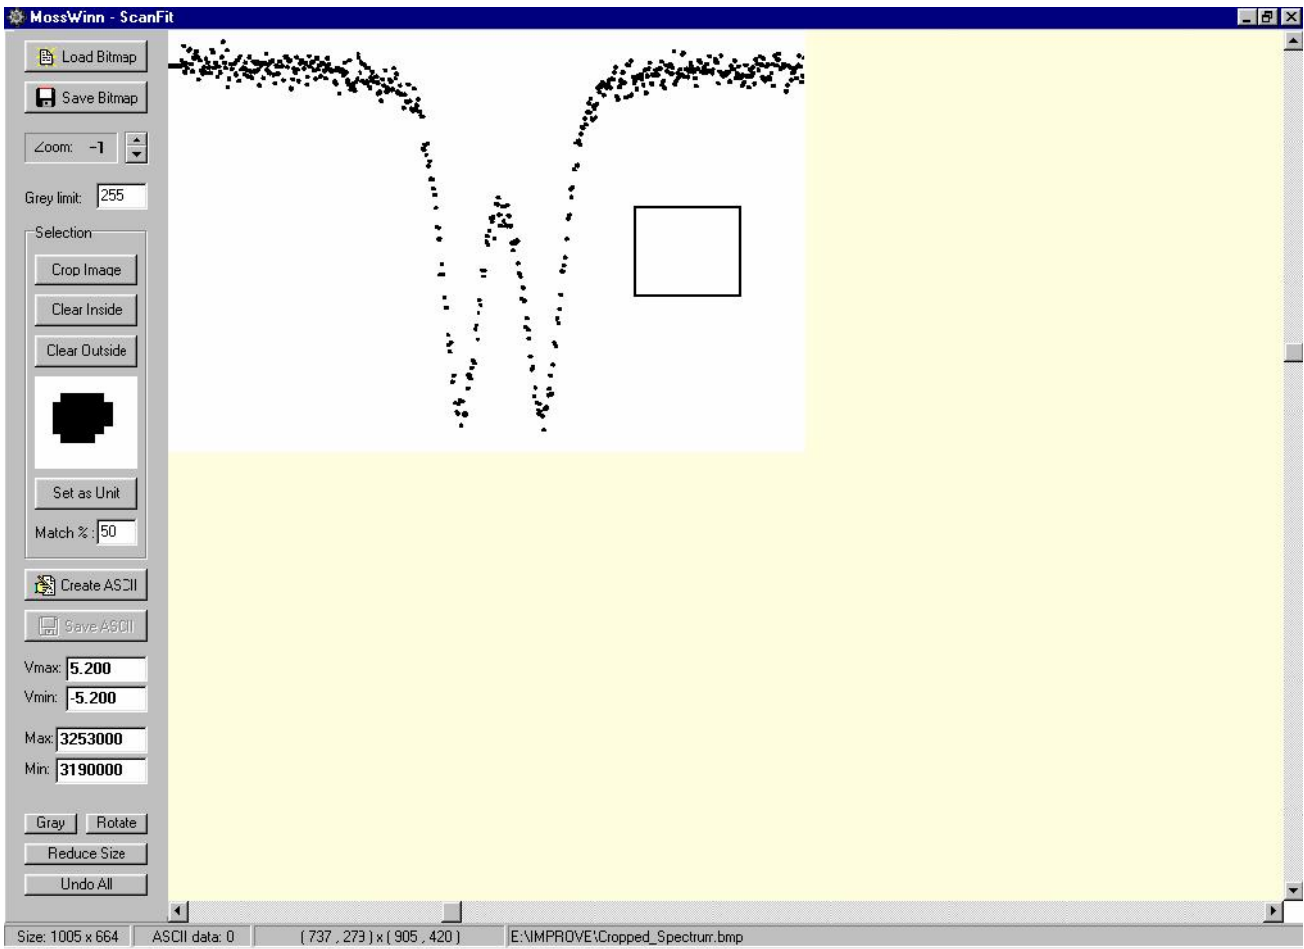 MossWinn - ScanFit
Load Bitmap
Save Bitmap
Zoom: -1
Grey limit: 255
Selection
Crop Image
Clear Inside
Clear Outside
Set as Unit
Match % : 50
Create ASCII
Save ASCII
Vmax: 5.200
Vmin: -5.200
Max: 3253000
Min: 3190000
Gray Rotate
Reduce Size
Undo All
Size: 1005 x 664 ASCII data: 0 ( 737 , 273 ) x ( 905 , 420 ) E:\IMPROVE\Cropped_Spectrum.bmp